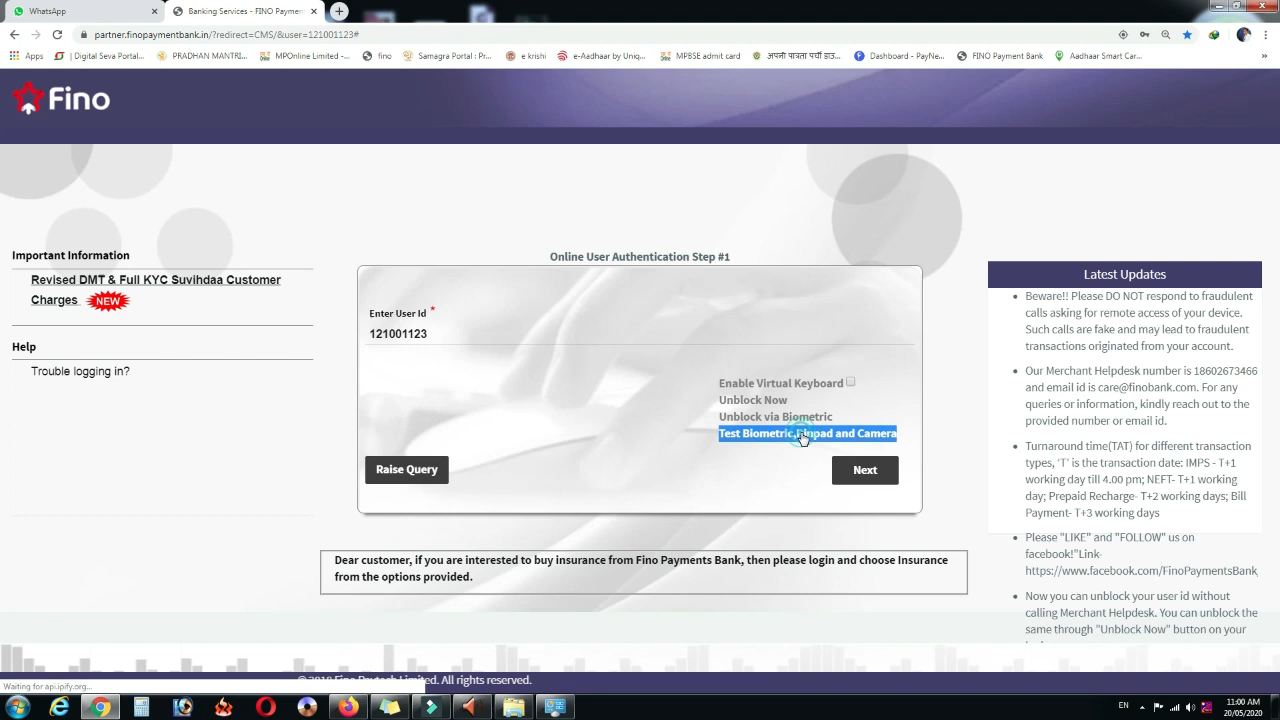 WhatsApp
Banking Services - FINO Paymen
partner.finopaymentbank.in/?redirect=CMS/&user=121001123#
Apps
| Digital Seva Portal...
PRADHAN MANTRI...
MPOnline Limited -...
fino
Samagra Portal : Pr...
e krishi
e-Aadhaar by Uniq...
MPBSE admit card
अपनी पात्रता पर्ची डाउ...
Dashboard - PayNe...
FINO Payment Bank
Aadhaar Smart Car...
»
Fino
Important Information
Revised DMT & Full KYC Suvihdaa Customer
Charges NEW
Help
Trouble logging in?
Online User Authentication Step #1
Enter User Id *
121001123
Enable Virtual Keyboard
Unblock Now
Unblock via Biometric
Test Biometric,Pinpad and Camera
Raise Query
Next
Dear customer, if you are interested to buy insurance from Fino Payments Bank, then please login and choose Insurance
from the options provided.
Latest Updates
Beware!! Please DO NOT respond to fraudulent
calls asking for remote access of your device.
Such calls are fake and may lead to fraudulent
transactions originated from your account.
Our Merchant Helpdesk number is 18602673466
and email id is care@finobank.com. For any
queries or information, kindly reach out to the
provided number or email id.
Turnaround time(TAT) for different transaction
types, 'T' is the transaction date: IMPS - T+1
working day till 4.00 pm; NEFT- T+1 working
day; Prepaid Recharge- T+2 working days; Bill
Payment- T+3 working days
Please "LIKE" and "FOLLOW" us on
facebook!"Link-
https://www.facebook.com/FinoPaymentsBank
Now you can unblock your user id without
calling Merchant Helpdesk. You can unblock the
same through "Unblock Now" button on your
Waiting for api.ipify.org...
© 2018 Fino Paytech Limited. All rights reserved.
EN
11:00 AM
20/05/2020